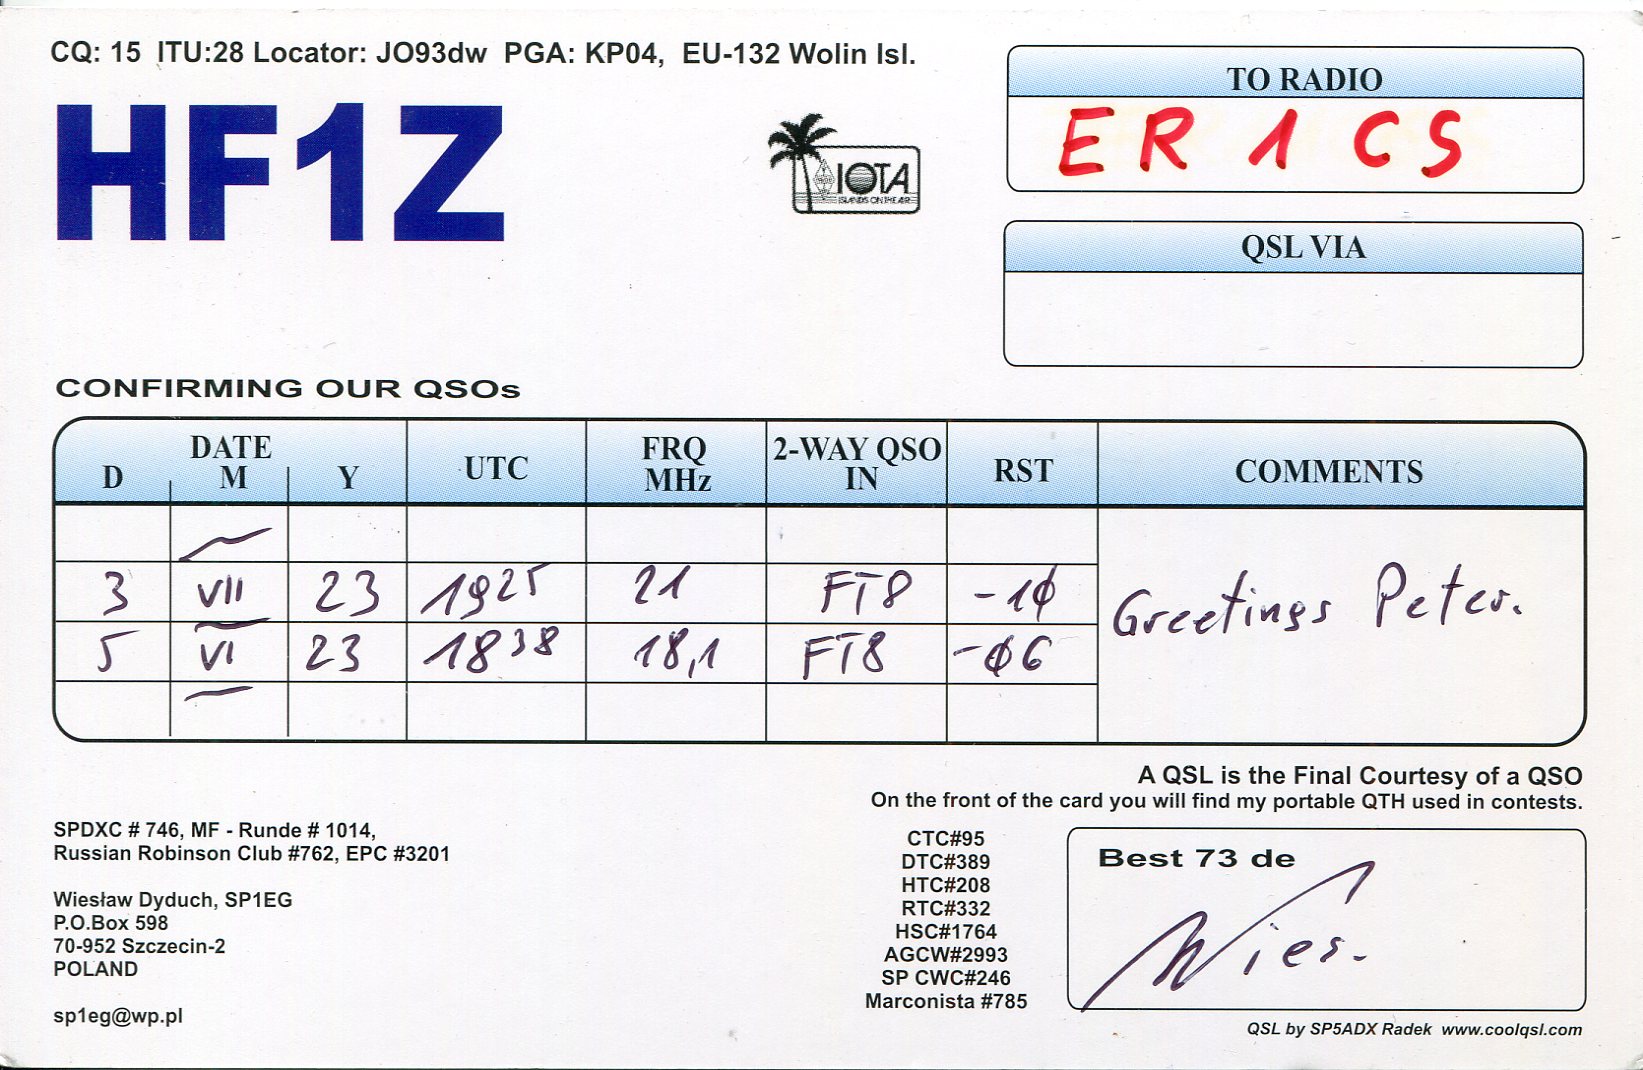 CQ: 15 ITU:28 Locator: JO93dw PGA: KP04, EU-132 Wolin Isl.
HF1Z
IOTA
ISLANDS ON THE AIR
TO RADIO
ER1CS
QSL VIA
CONFIRMING OUR QSOs
DATE
D M Y UTC FRQ MHz 2-WAY QSO IN RST COMMENTS
3 VII 23 1925 21 FT8 -1Ø
5 VI 23 1838 18,1 FT8 -Ø6
Greetings Peter.
A QSL is the Final Courtesy of a QSO
On the front of the card you will find my portable QTH used in contests.
SPDXC # 746, MF - Runde # 1014,
Russian Robinson Club #762, EPC #3201
Wiesław Dyduch, SP1EG
P.O.Box 598
70-952 Szczecin-2
POLAND
sp1eg@wp.pl
CTC#95
DTC#389
HTC#208
RTC#332
HSC#1764
AGCW#2993
SP CWC#246
Marconista #785
Best 73 de
Wies.
QSL by SP5ADX Radek www.coolqsl.com